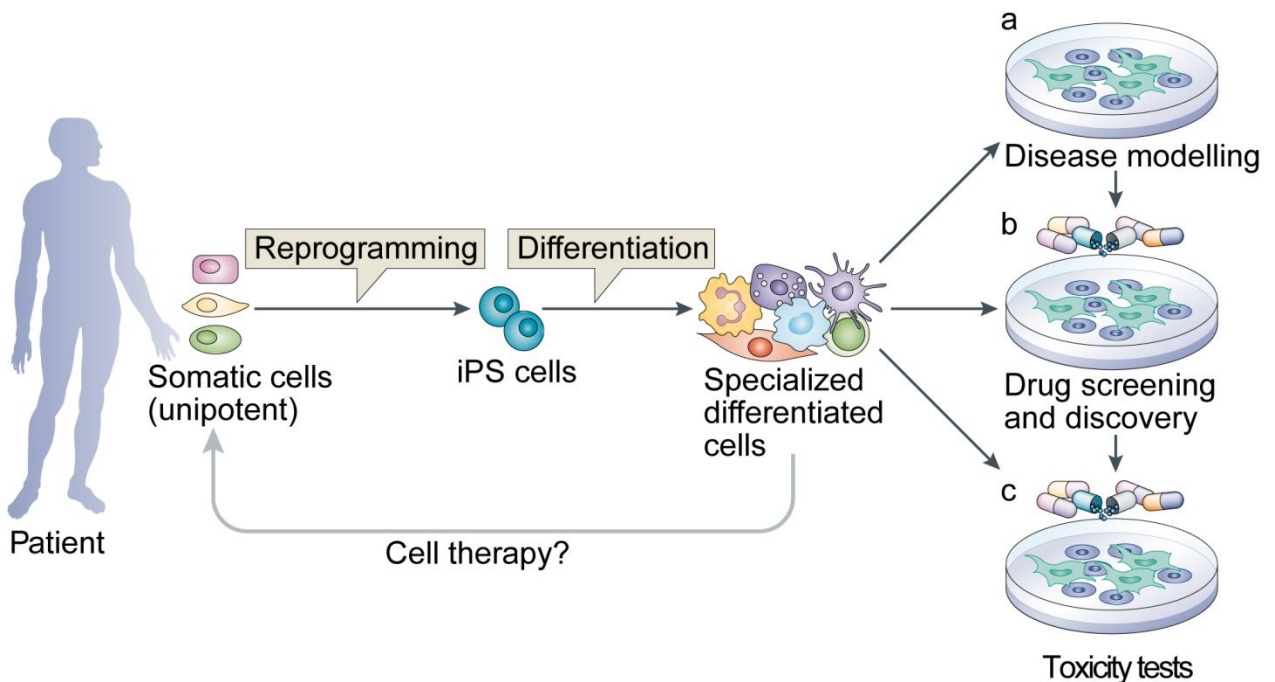 a
Disease modelling
b
Reprogramming
Differentiation
Somatic cells
(unipotent)
iPS cells
Specialized
differentiated
cells
Drug screening
and discovery
c
Patient
Cell therapy?
Toxicity tests